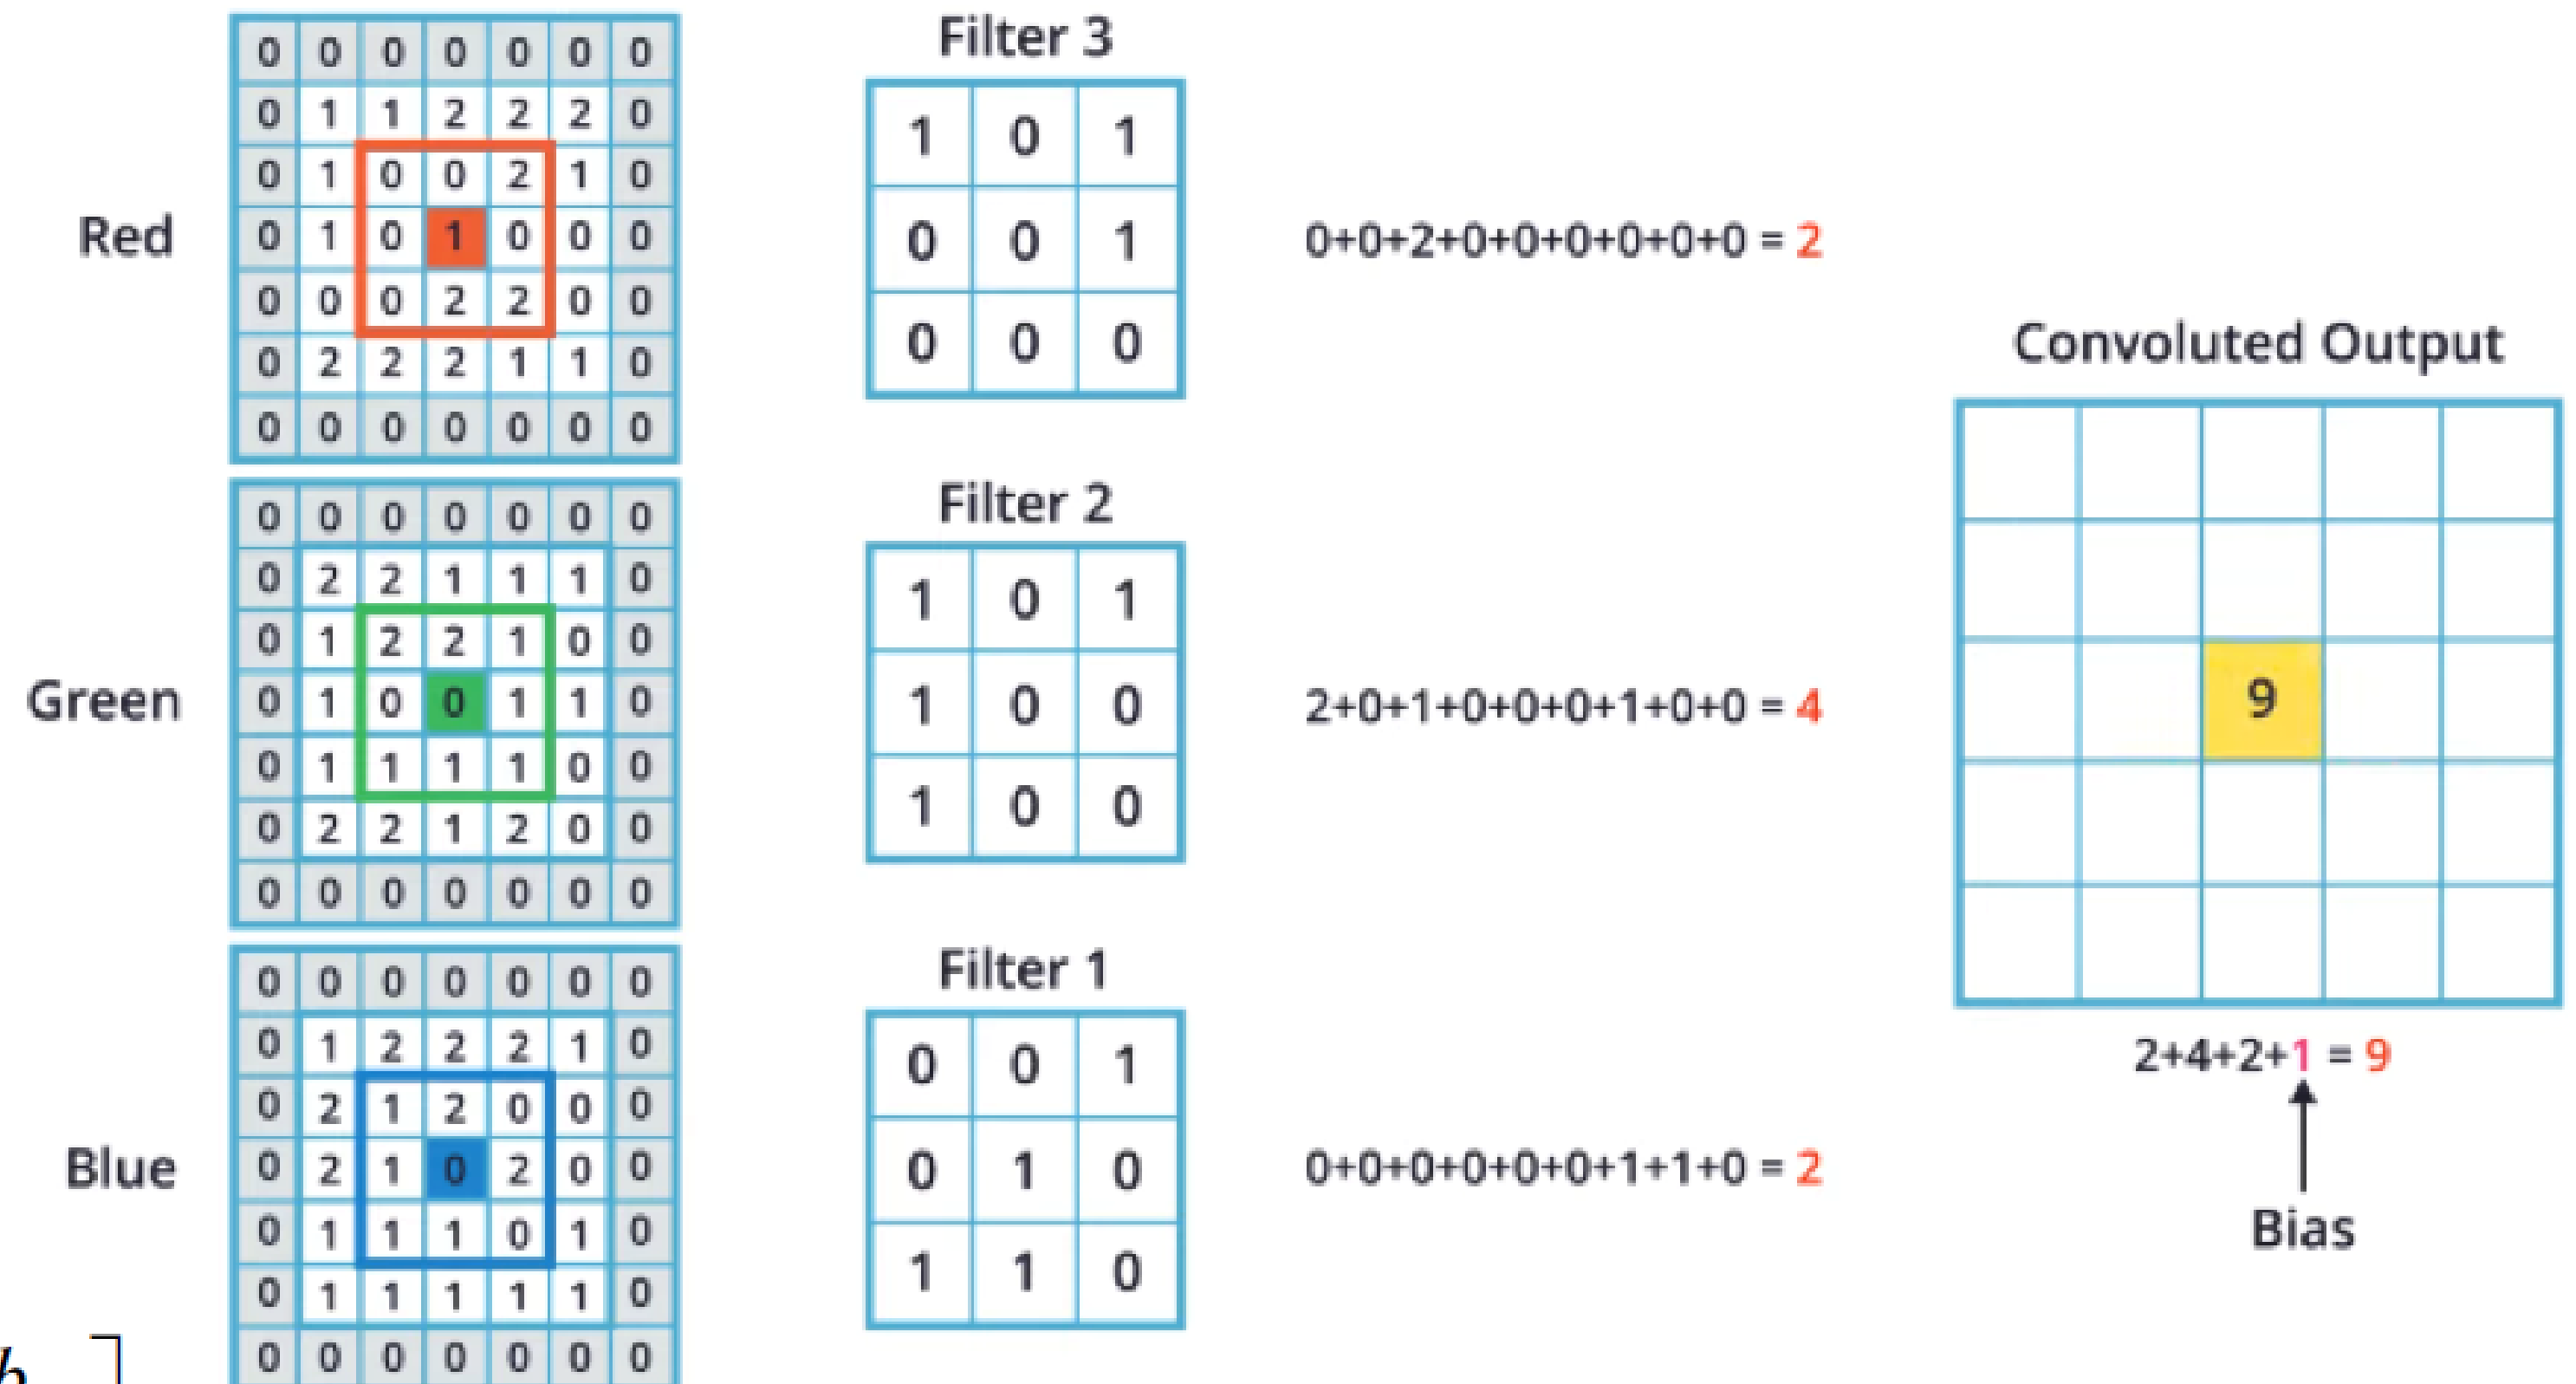 Red
0 0 0 0 0 0 0
0 1 1 2 2 2 0
0 1 0 0 2 1 0
0 1 0 1 0 0 0
0 0 0 2 2 0 0
0 2 2 2 1 1 0
0 0 0 0 0 0 0
Filter 3
1 0 1
0 0 1
0 0 0
0+0+2+0+0+0+0+0+0 = 2
Green
0 0 0 0 0 0 0
0 2 2 1 1 1 0
0 1 2 2 1 0 0
0 1 0 0 1 1 0
0 1 1 1 1 0 0
0 2 2 1 2 0 0
0 0 0 0 0 0 0
Filter 2
1 0 1
1 0 0
1 0 0
2+0+1+0+0+0+1+0+0 = 4
Blue
0 0 0 0 0 0 0
0 1 2 2 2 1 0
0 2 1 2 0 0 0
0 2 1 0 2 0 0
0 1 1 1 0 1 0
0 1 1 1 1 1 0
0 0 0 0 0 0 0
Filter 1
0 0 1
0 1 0
1 1 0
0+0+0+0+0+0+1+1+0 = 2
Convoluted Output
9
2+4+2+1 = 9
Bias